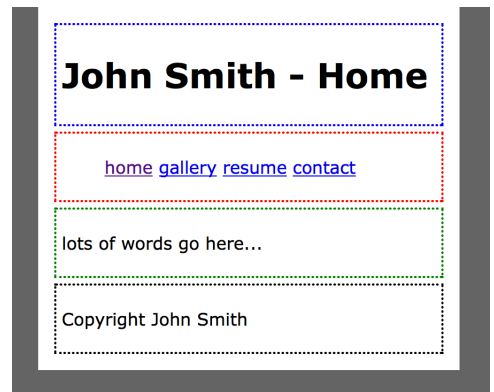 John Smith - Home
home gallery resume contact
lots of words go here...
Copyright John Smith